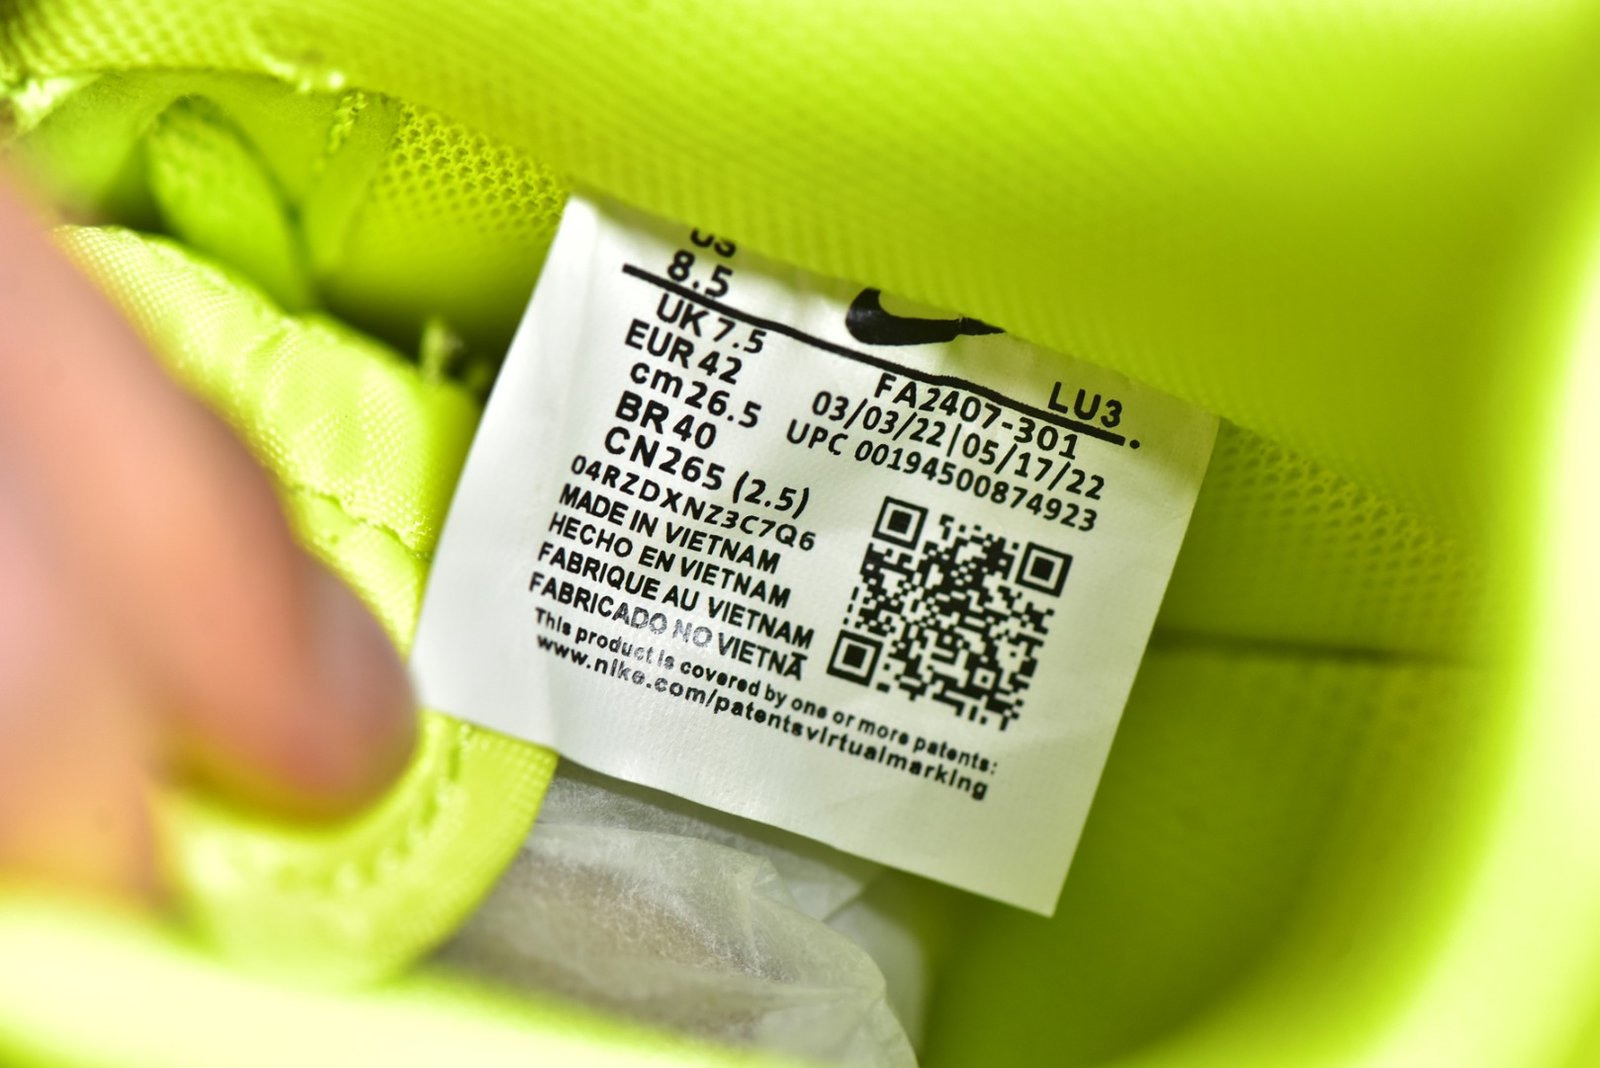 US
8.5
UK 7.5
EUR 42
cm 26.5
BR 40
CN 265 (2.5)
04RZDXNZ3C7Q6
MADE IN VIETNAM
HECHO EN VIETNAM
FABRIQUE AU VIETNAM
FABRICADO NO VIETNÃ
This product is covered by one or more patents:
www.nike.com/patentsvirtualmarking
LU3
FA2407-301
03/03/22|05/17/22
UPC 00194500874923